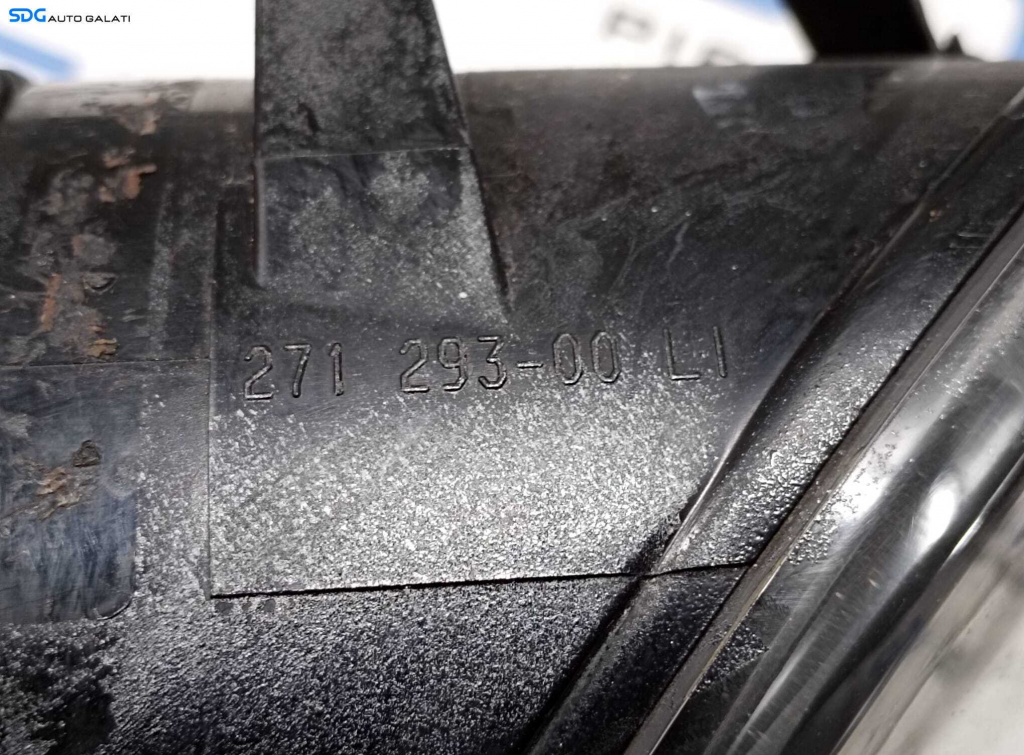 SDG AUTO GALATI
271 293-00 LI